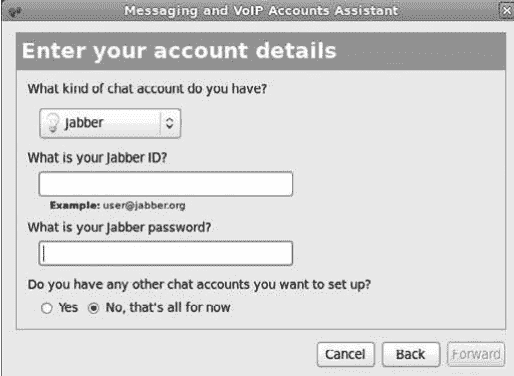 Messaging and VoIP Accounts Assistant
Enter your account details
What kind of chat account do you have?
Jabber
What is your Jabber ID?
Example: user@jabber.org
What is your Jabber password?
Do you have any other chat accounts you want to set up?
Yes No, that's all for now
Cancel Back Forward